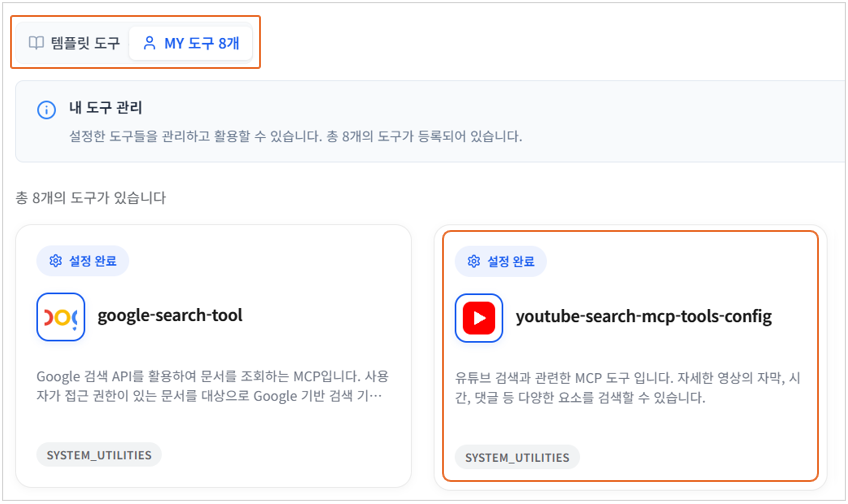 템플릿 도구
MY 도구 8개
내 도구 관리
설정한 도구들을 관리하고 활용할 수 있습니다. 총 8개의 도구가 등록되어 있습니다.
총 8개의 도구가 있습니다
설정 완료
google-search-tool
Google 검색 API를 활용하여 문서를 조회하는 MCP입니다. 사용
자가 접근 권한이 있는 문서를 대상으로 Google 기반 검색 기…
SYSTEM_UTILITIES
설정 완료
youtube-search-mcp-tools-config
유튜브 검색과 관련한 MCP 도구 입니다. 자세한 영상의 자막, 시
간, 댓글 등 다양한 요소를 검색할 수 있습니다.
SYSTEM_UTILITIES